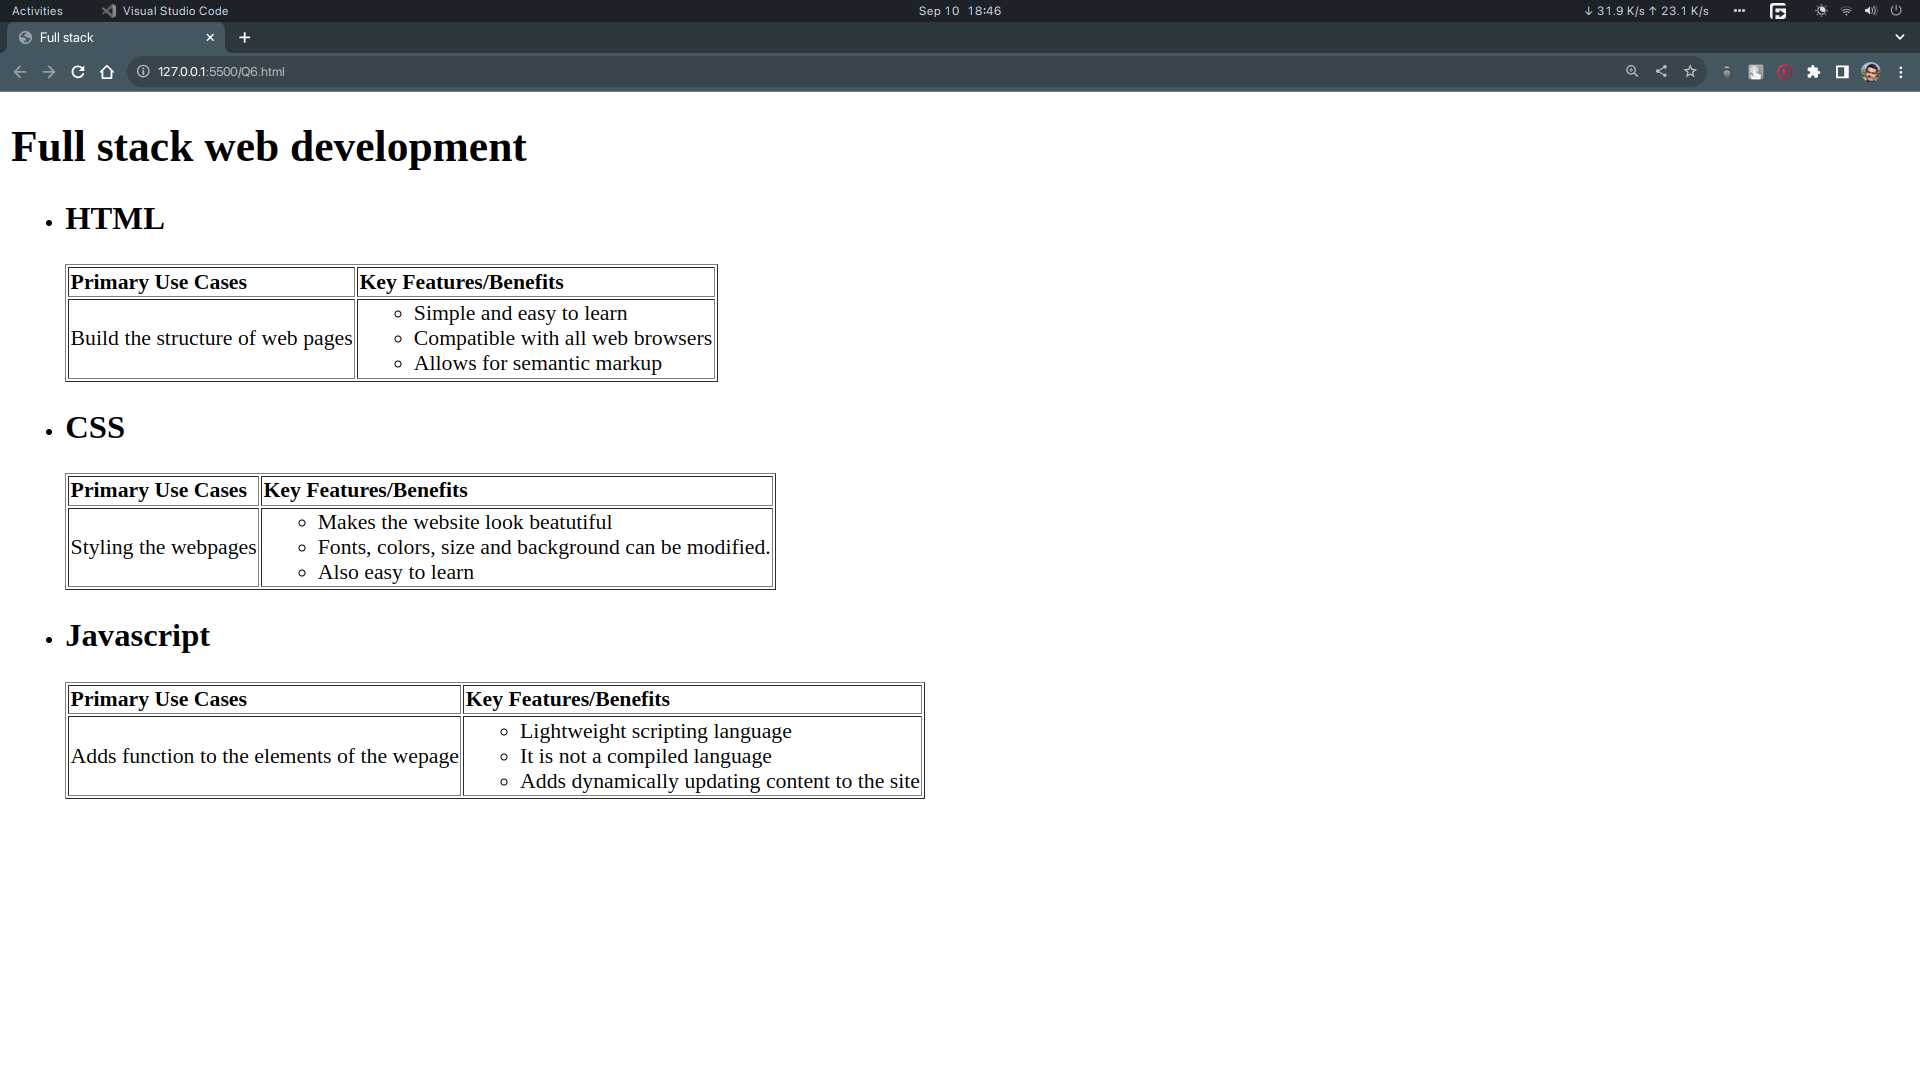 Activities Visual Studio Code Sep 10 18:46 ↓ 31.9 K/s ↑ 23.1 K/s
Full stack
127.0.0.1:5500/Q6.html
Full stack web development
• HTML
Primary Use Cases Key Features/Benefits
Build the structure of web pages
Simple and easy to learn
Compatible with all web browsers
Allows for semantic markup
• CSS
Primary Use Cases Key Features/Benefits
Styling the webpages
Makes the website look beatutiful
Fonts, colors, size and background can be modified.
Also easy to learn
• Javascript
Primary Use Cases Key Features/Benefits
Adds function to the elements of the wepage
Lightweight scripting language
It is not a compiled language
Adds dynamically updating content to the site